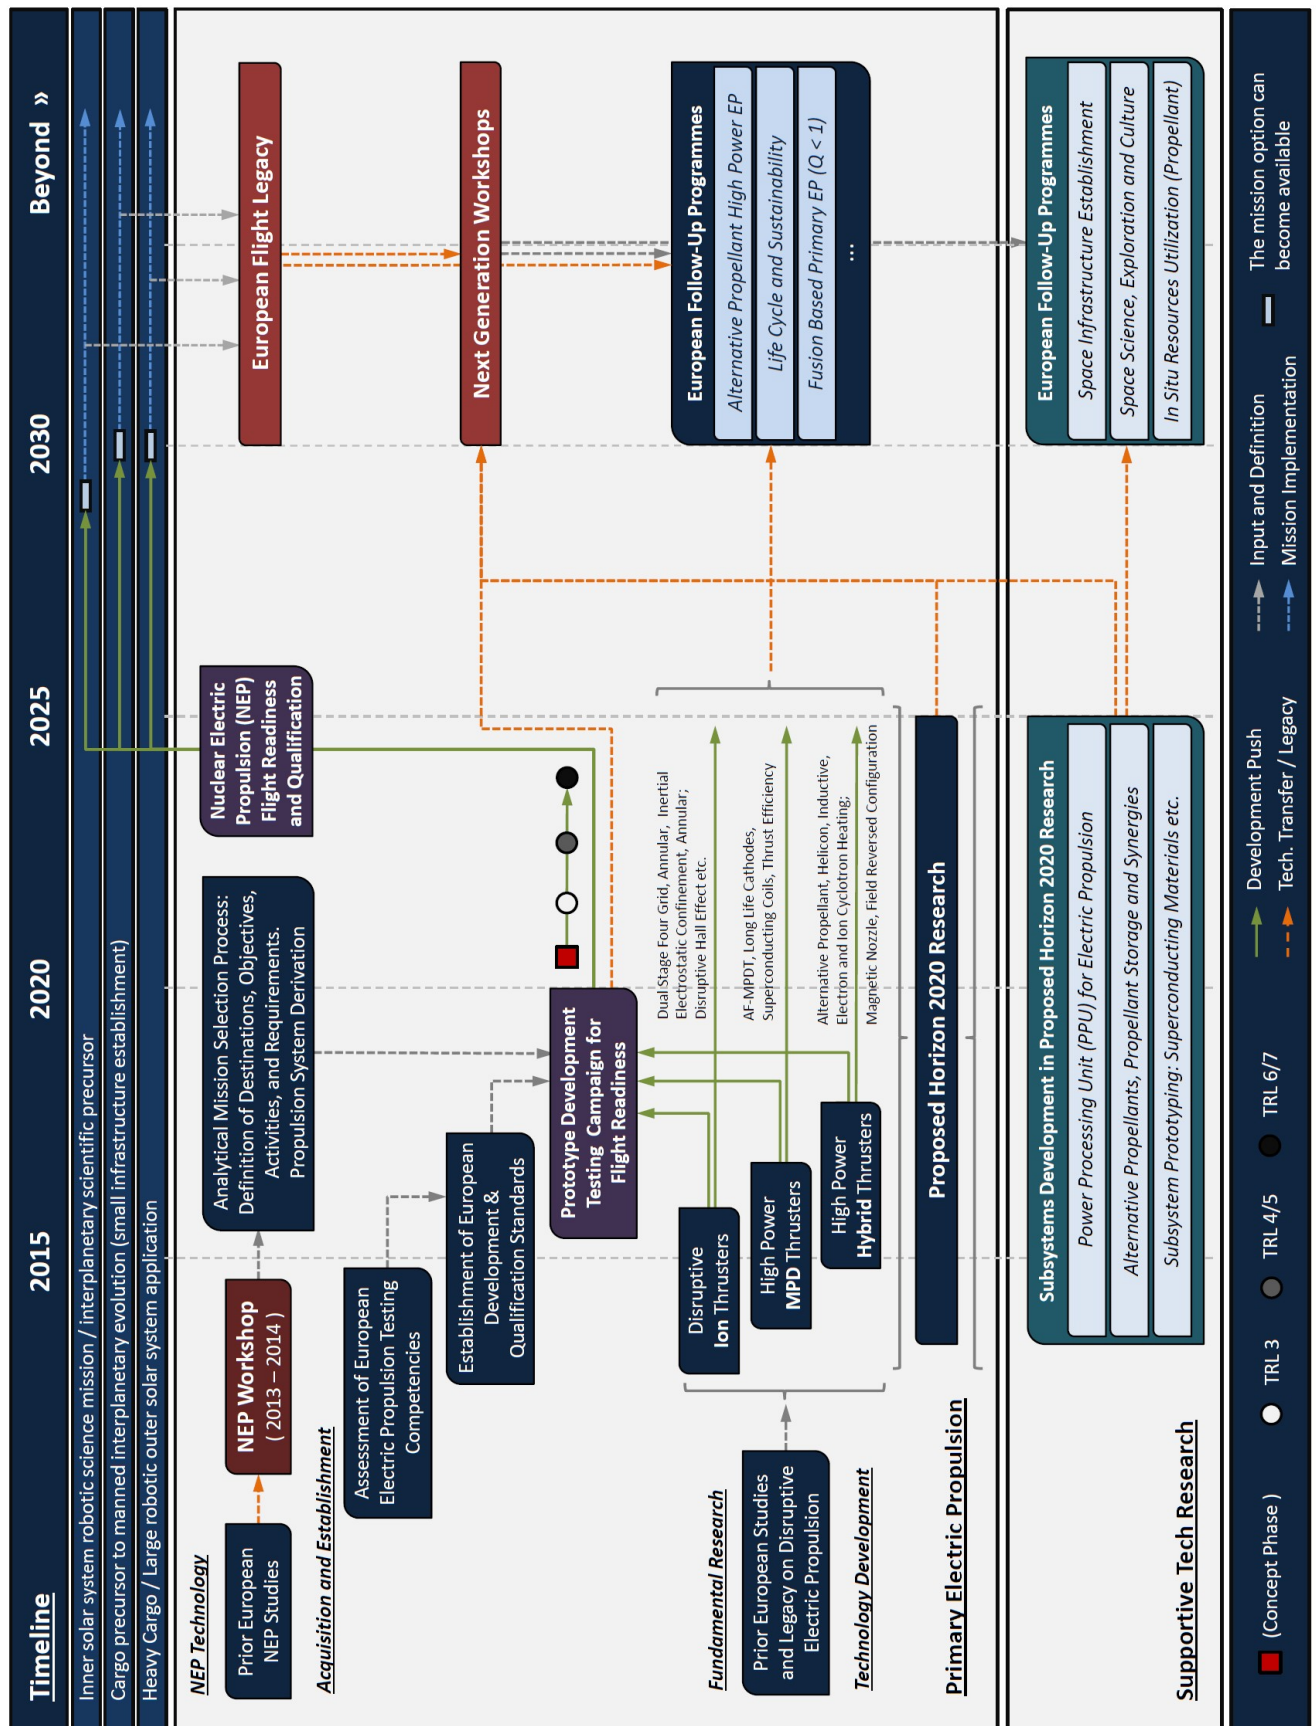 Timeline
2015
2020
2025
2030
Beyond »
Inner solar system robotic science mission / interplanetary scientific precursor
Cargo precursor to manned interplanetary evolution (small infrastructure establishment)
Heavy Cargo / Large robotic outer solar system application
NEP Technology
Prior European
NEP Studies
NEP Workshop
( 2013 – 2014 )
Analytical Mission Selection Process:
Definition of Destinations, Objectives,
Activities, and Requirements.
Propulsion System Derivation
Nuclear Electric
Propulsion (NEP)
Flight Readiness
and Qualification
European Flight Legacy
Acquisition and Establishment
Assessment of European
Electric Propulsion Testing
Competencies
Establishment of European
Development &
Qualification Standards
Next Generation Workshops
Prototype Development
Testing Campaign for
Flight Readiness
Fundamental Research
Prior European Studies
and Legacy on Disruptive
Electric Propulsion
Technology Development
Disruptive
Ion Thrusters
High Power
MPD Thrusters
High Power
Hybrid Thrusters
Dual Stage Four Grid, Annular, Inertial
Electrostatic Confinement, Annular;
Disruptive Hall Effect etc.
AF-MPDT, Long Life Cathodes,
Superconducting Coils, Thrust Efficiency
Alternative Propellant, Helicon, Inductive,
Electron and Ion Cyclotron Heating;
Magnetic Nozzle, Field Reversed Configuration
European Follow-Up Programmes
Alternative Propellant High Power EP
Life Cycle and Sustainability
Fusion Based Primary EP (Q < 1)
...
Primary Electric Propulsion
Proposed Horizon 2020 Research
Supportive Tech Research
Subsystems Development in Proposed Horizon 2020 Research
Power Processing Unit (PPU) for Electric Propulsion
Alternative Propellants, Propellant Storage and Synergies
Subsystem Prototyping: Superconducting Materials etc.
European Follow-Up Programmes
Space Infrastructure Establishment
Space Science, Exploration and Culture
In Situ Resources Utilization (Propellant)
(Concept Phase )
TRL 3
TRL 4/5
TRL 6/7
Development Push
Tech. Transfer / Legacy
Input and Definition
Mission Implementation
The mission option can
become available